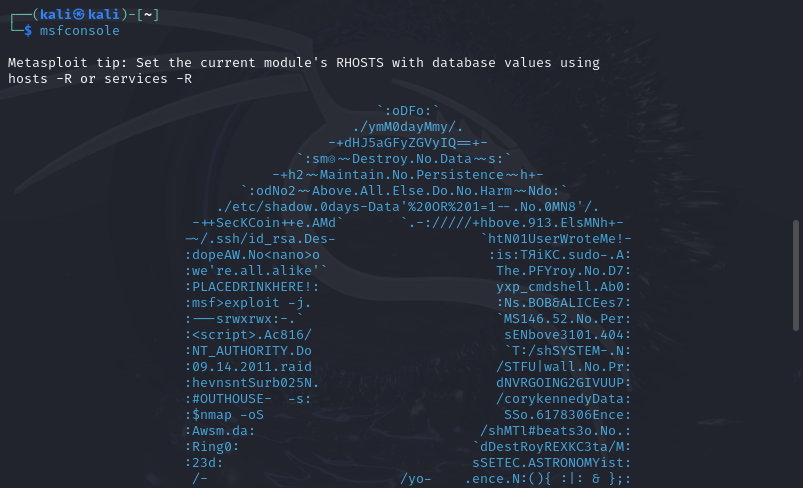 ┌──(kali㉿kali)-[~]
└─$ msfconsole
Metasploit tip: Set the current module's RHOSTS with database values using
hosts -R or services -R
`:oDFo:`
./ymM0dayMmy/.
-+dHJ5aGFyZGVyIQ==+-
`:sm@~~Destroy.No.Data~~s:`
-+h2~~Maintain.No.Persistence~~h+-
`:odNo2~~Above.All.Else.Do.No.Harm~~Ndo:`
./etc/shadow.0days-Data'%20OR%201=1--.No.0MN8'/.
-++SecKCoin++e.AMd`       `.-://///+hbove.913.ElsMNh+-
~/.ssh/id_rsa.Des-                  `htN01UserWroteMe!-
:dopeAW.No<nano>o                     :is:TЯiKC.sudo-.A:
:we're.all.alike'`                     The.PFYroy.No.D7:
:PLACEDRINKHERE!:                      yxp_cmdshell.Ab0:
:msf>exploit -j.                       :Ns.BOB&ALICEes7:
:---srwxrwx:-.`                        `MS146.52.No.Per:
:<script>.Ac816/                        sENbove3101.404:
:NT_AUTHORITY.Do                        `T:/shSYSTEM-.N:
:09.14.2011.raid                       /STFU|wall.No.Pr:
:hevnsntSurb025N.                      dNVRGOING2GIVUUP:
:#OUTHOUSE-  -s:                       /corykennedyData:
:$nmap -oS                              SSo.6178306Ence:
:Awsm.da:                            /shMTl#beats3o.No.:
:Ring0:                             `dDestRoyREXKC3ta/M:
:23d:                               sSETEC.ASTRONOMYist:
/-                        /yo-    .ence.N:(){ :|: & };: